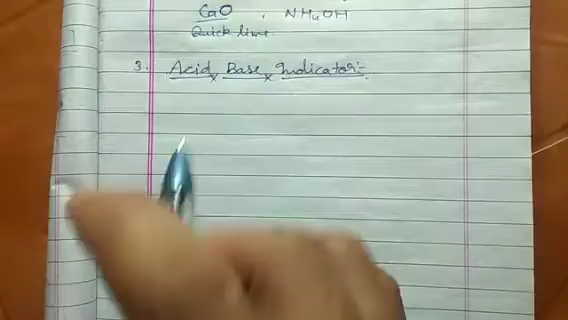 CaO , NH4OH
Quick lime
3. Acid Base Indicator:-